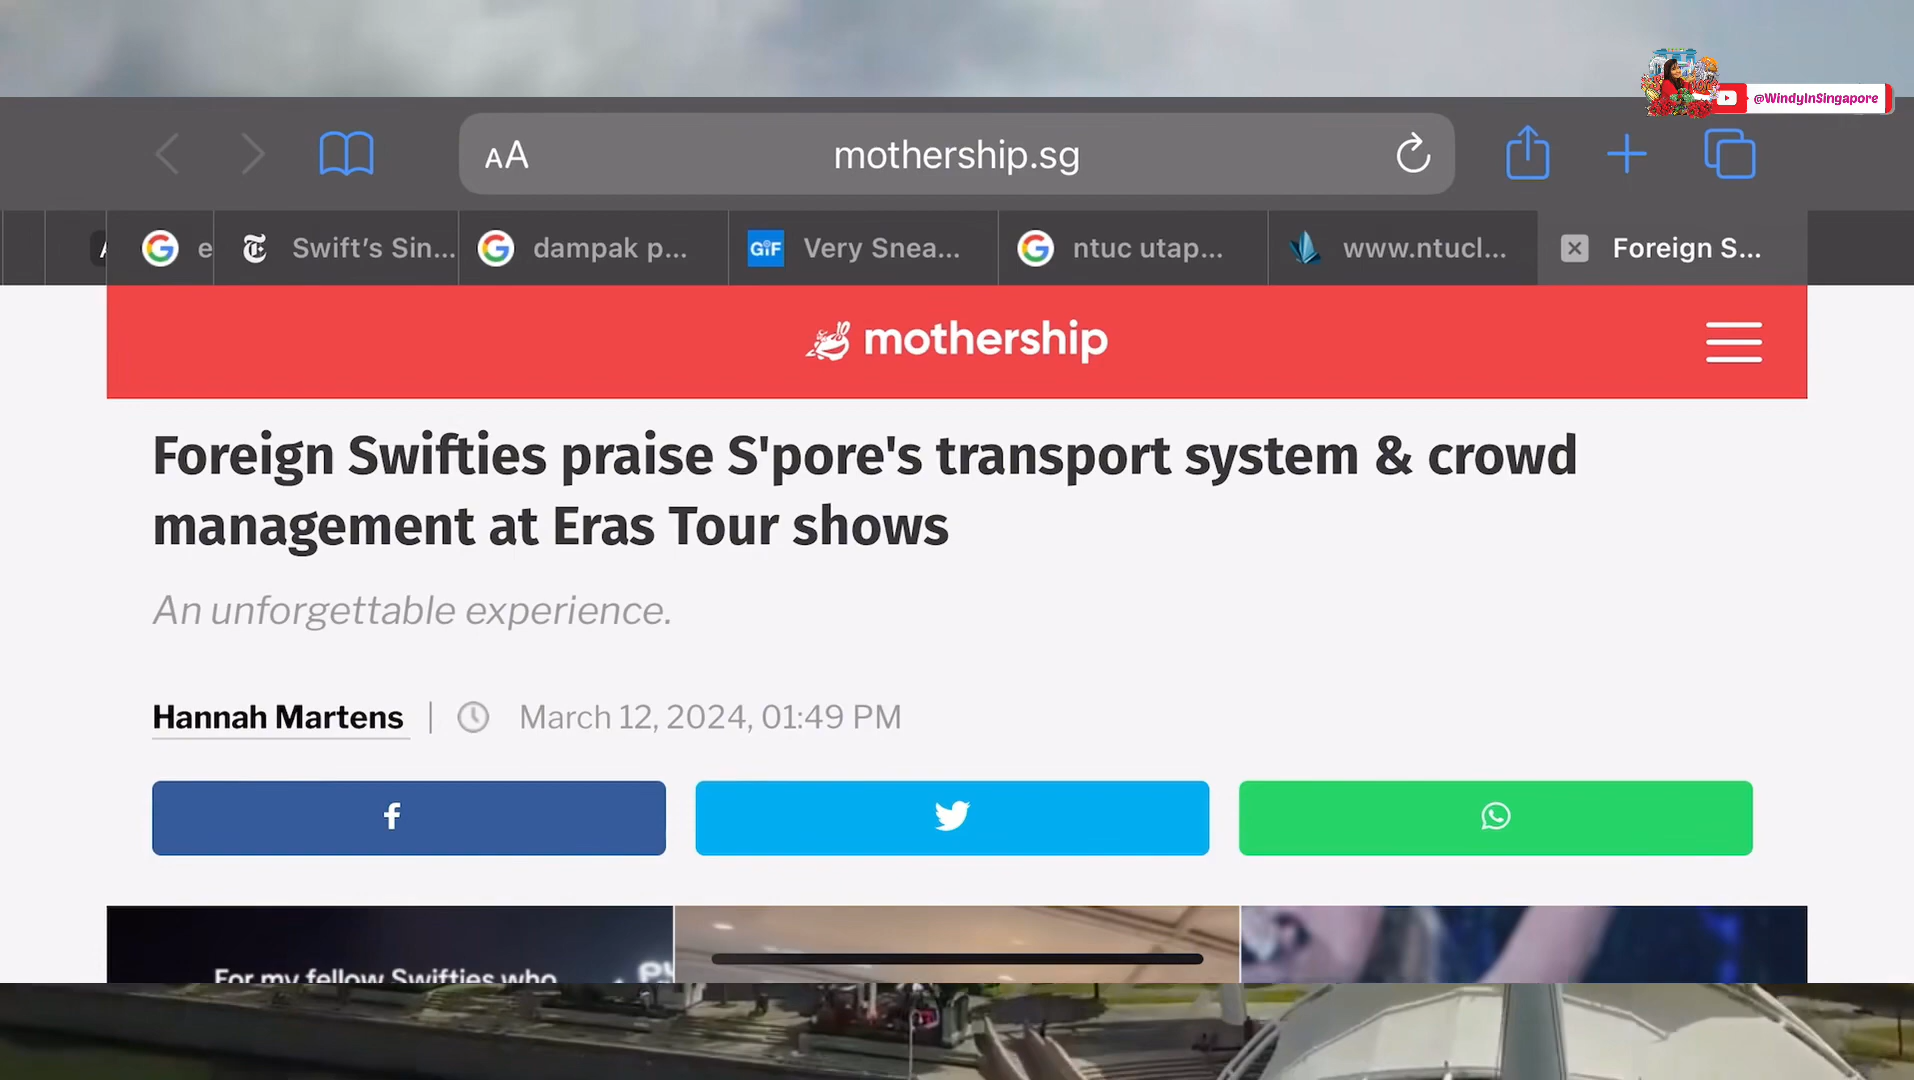 @WindyInSingapore
AA
mothership.sg
e
Swift's Sin...
dampak p...
GIF
Very Snea...
ntuc utap...
www.ntucl...
Foreign S...
mothership
Foreign Swifties praise S'pore's transport system & crowd
management at Eras Tour shows
An unforgettable experience.
Hannah Martens
March 12, 2024, 01:49 PM
For my fellow Swifties who